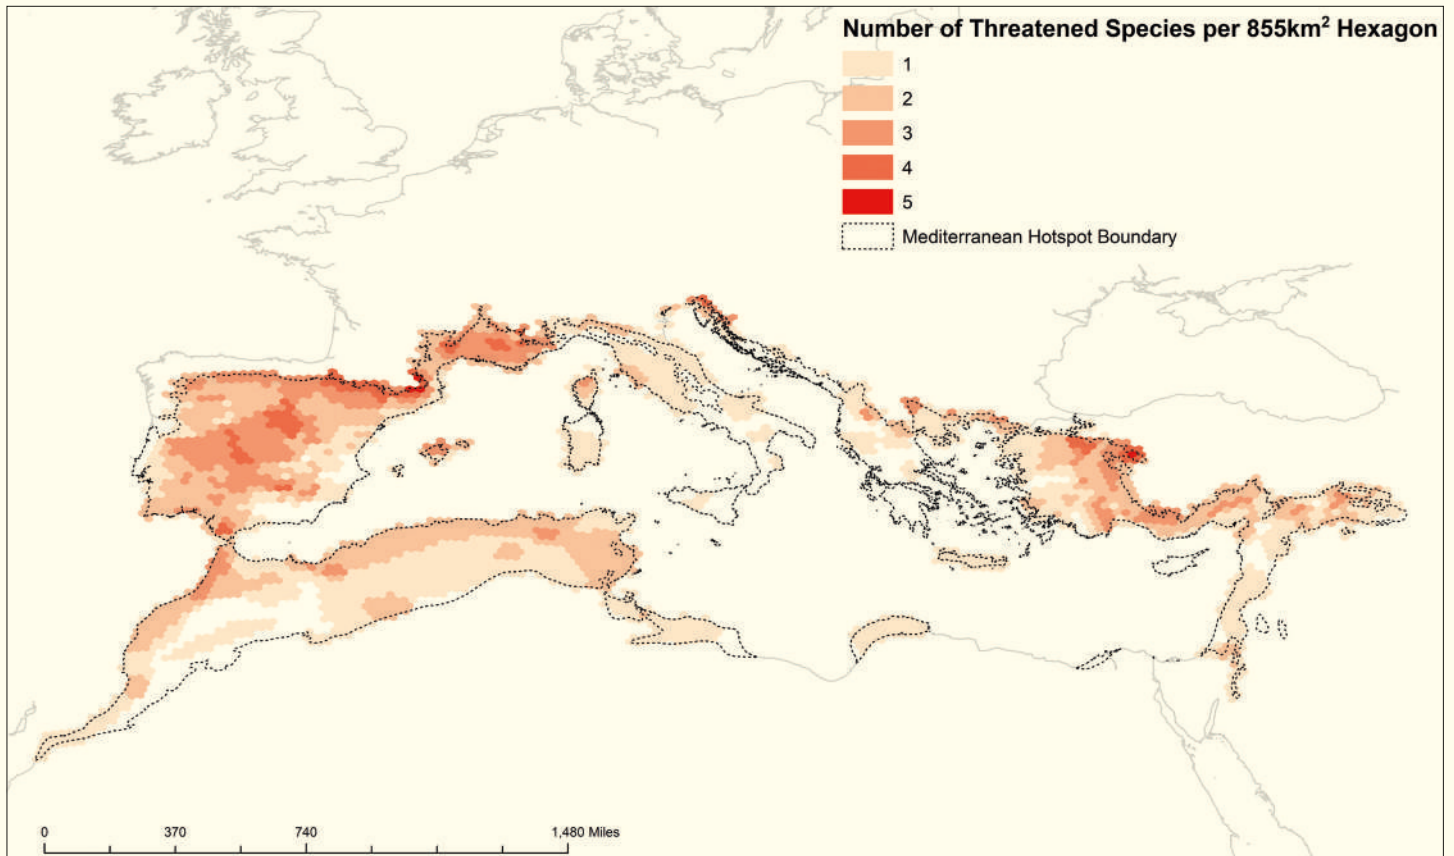 Number of Threatened Species per 855km² Hexagon
1
2
3
4
5
Mediterranean Hotspot Boundary
0 370 740 1,480 Miles